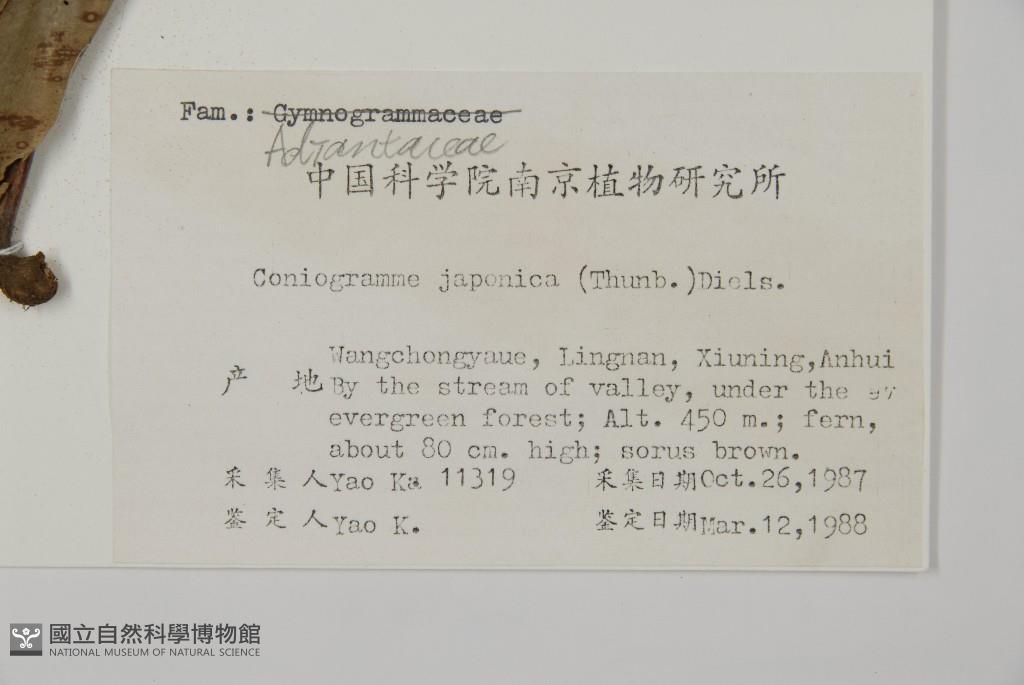 Fam.: Gymnogrammaceae
Adiantaceae
中国科学院南京植物研究所
Coniogramme japonica (Thunb.)Diels.
产 地 Wangchongyaue, Lingnan, Xiuning,Anhui
By the stream of valley, under the
evergreen forest; Alt. 450 m.; fern,
about 80 cm. high; sorus brown.
采集人 Yao Ka 11319 采集日期 Oct.26,1987
鉴定人 Yao K. 鉴定日期 Mar.12,1988
國立自然科學博物館
NATIONAL MUSEUM OF NATURAL SCIENCE